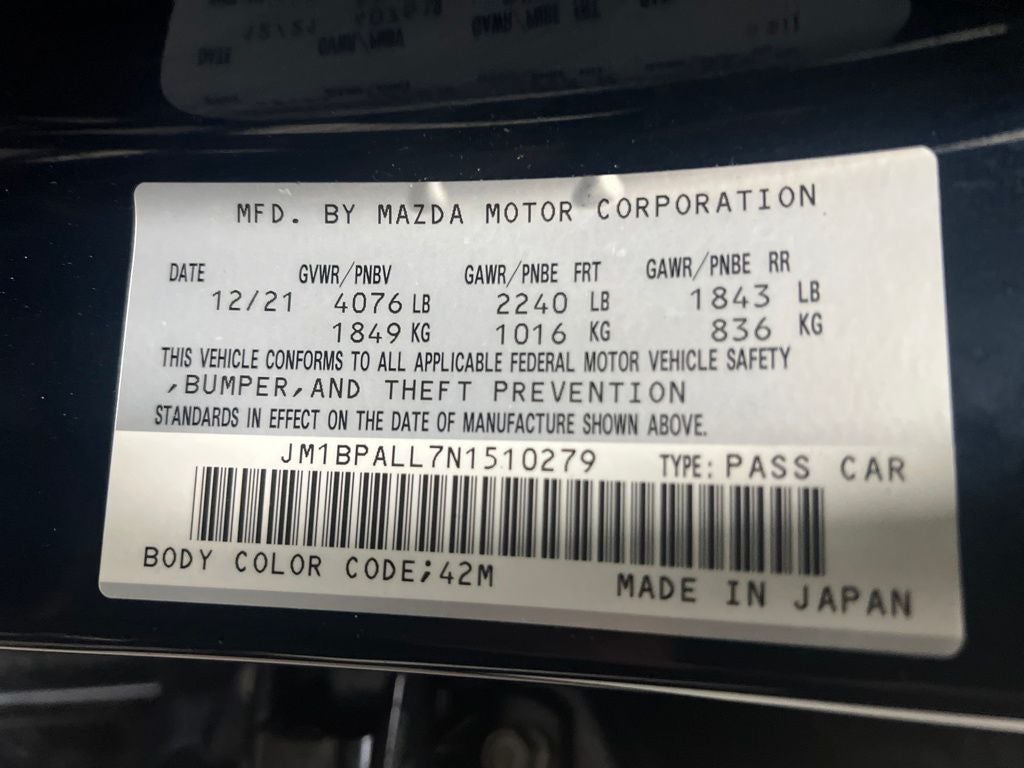 MFD. BY MAZDA MOTOR CORPORATION
DATE GVWR/PNBV GAWR/PNBE FRT GAWR/PNBE RR
12/21 4076 LB 2240 LB 1843 LB
1849 KG 1016 KG 836 KG
THIS VEHICLE CONFORMS TO ALL APPLICABLE FEDERAL MOTOR VEHICLE SAFETY
,BUMPER,AND THEFT PREVENTION
STANDARDS IN EFFECT ON THE DATE OF MANUFACTURE SHOWN ABOVE.
JM1BPALL7N1510279 TYPE: PASS CAR
BODY COLOR CODE;42M
MADE IN JAPAN